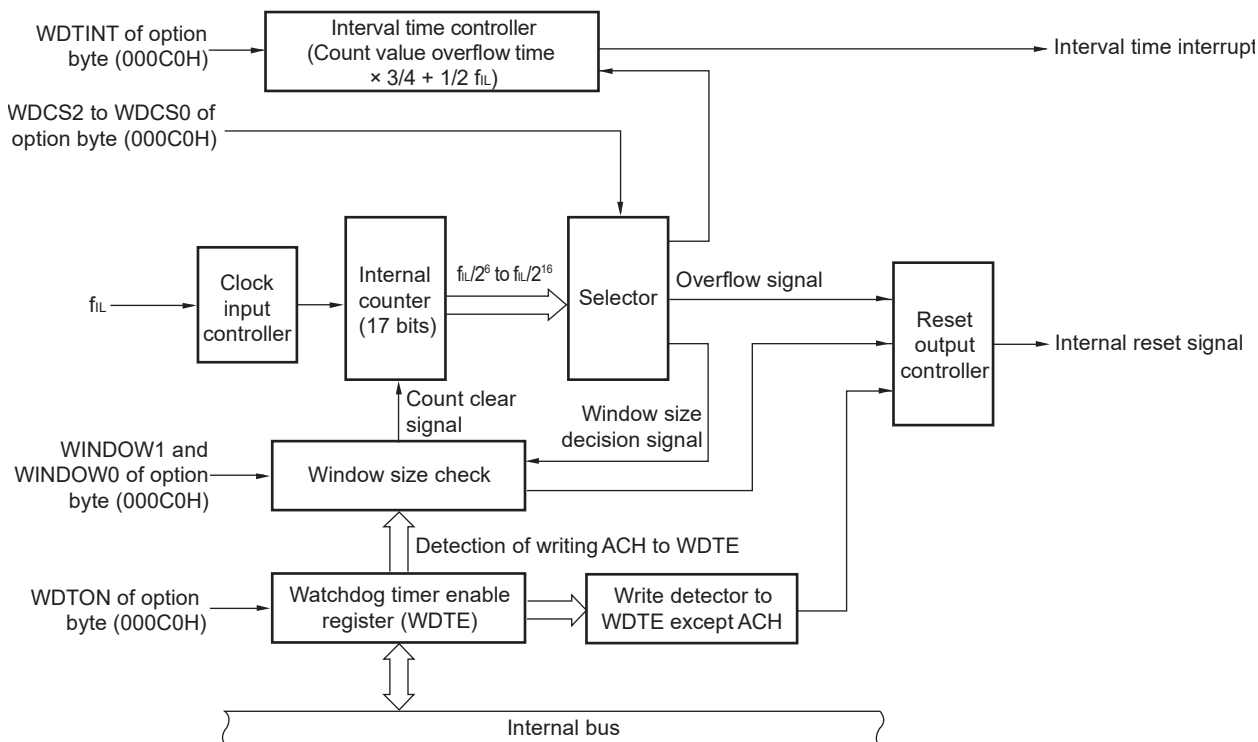 WDTINT of option
byte (000C0H)
Interval time controller
(Count value overflow time
× 3/4 + 1/2 fIL)
Interval time interrupt
WDCS2 to WDCS0 of
option byte (000C0H)
fIL
Clock
input
controller
Internal
counter
(17 bits)
fIL/2⁶ to fIL/2¹⁶
Selector
Overflow signal
Reset
output
controller
Internal reset signal
Count clear
signal
Window size
decision signal
WINDOW1 and
WINDOW0 of option
byte (000C0H)
Window size check
Detection of writing ACH to WDTE
WDTON of option
byte (000C0H)
Watchdog timer enable
register (WDTE)
Write detector to
WDTE except ACH
Internal bus